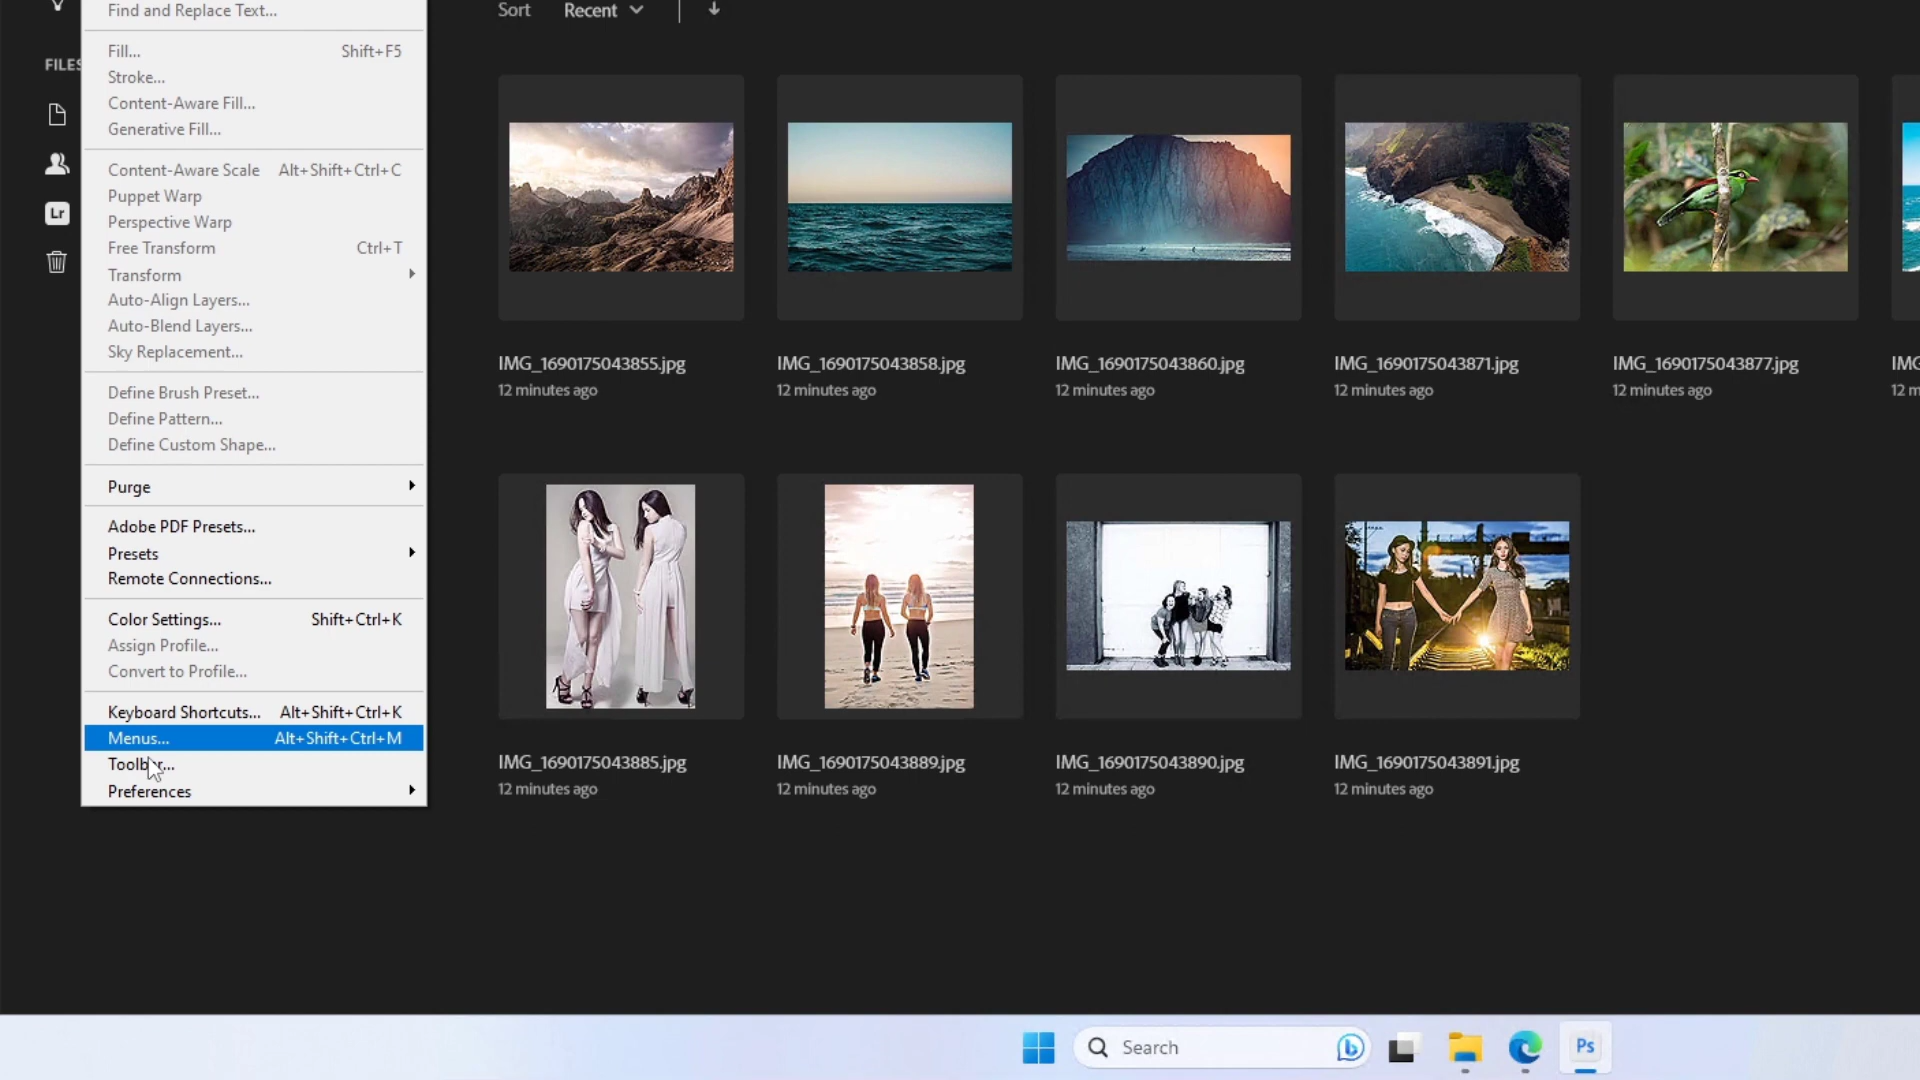 Find and Replace Text...
Fill... Shift+F5
Stroke...
Content-Aware Fill...
Generative Fill...
Content-Aware Scale Alt+Shift+Ctrl+C
Puppet Warp
Perspective Warp
Free Transform Ctrl+T
Transform
Auto-Align Layers...
Auto-Blend Layers...
Sky Replacement...
Define Brush Preset...
Define Pattern...
Define Custom Shape...
Purge
Adobe PDF Presets...
Presets
Remote Connections...
Color Settings... Shift+Ctrl+K
Assign Profile...
Convert to Profile...
Keyboard Shortcuts... Alt+Shift+Ctrl+K
Menus... Alt+Shift+Ctrl+M
Toolbar...
Preferences
FILES
Lr
Sort Recent
IMG_1690175043855.jpg IMG_1690175043858.jpg IMG_1690175043860.jpg IMG_1690175043871.jpg IMG_1690175043877.jpg IMG
12 minutes ago 12 minutes ago 12 minutes ago 12 minutes ago 12 minutes ago 12 m
IMG_1690175043885.jpg IMG_1690175043889.jpg IMG_1690175043890.jpg IMG_1690175043891.jpg
12 minutes ago 12 minutes ago 12 minutes ago 12 minutes ago
Search
Ps